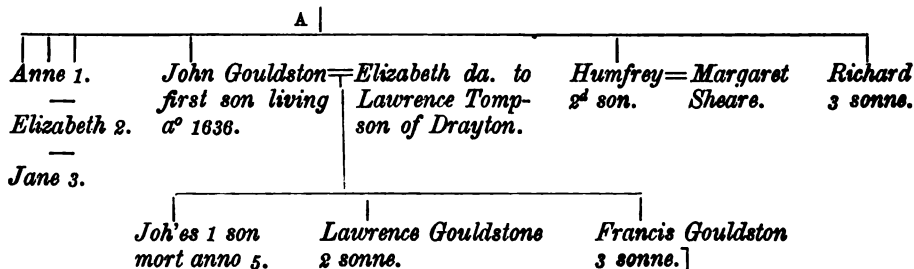 A
Anne 1.
Elizabeth 2.
Jane 3.
John Gouldston=Elizabeth da. to
first son living
aº 1636.
Lawrence Tomp-
son of Drayton.
Humfrey=Margaret
2d son.
Sheare.
Richard
3 sonne.
Joh'es 1 son
mort anno 5.
Lawrence Gouldstone
2 sonne.
Francis Gouldston
3 sonne.]